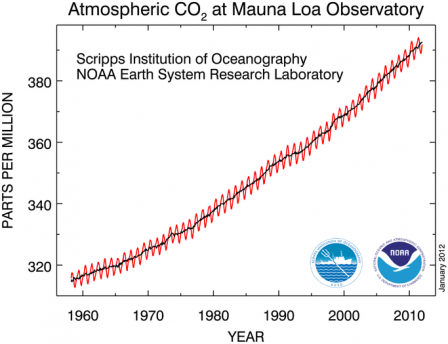 Atmospheric CO₂ at Mauna Loa Observatory
Scripps Institution of Oceanography
NOAA Earth System Research Laboratory
PARTS PER MILLION
380
360
340
320
1960
1970
1980
1990
2000
2010
YEAR
NOAA
January 2012